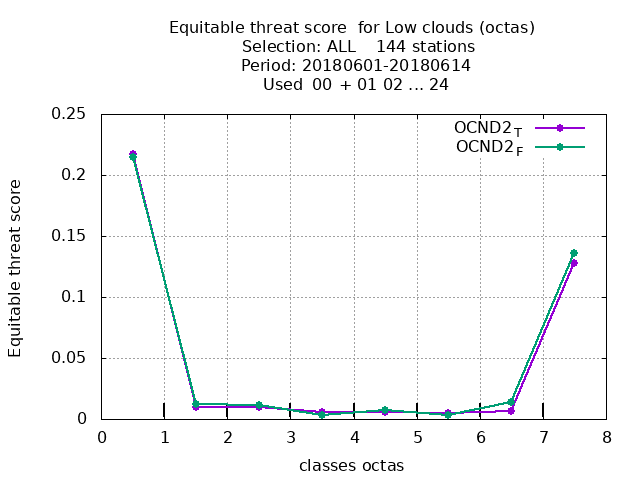 Equitable threat score  for Low clouds (octas)
Selection: ALL    144 stations
Period: 20180601-20180614
Used  00  + 01 02 ... 24
OCND2T
OCND2F
Equitable threat score
0.25
0.2
0.15
0.1
0.05
0
0 1 2 3 4 5 6 7 8
classes octas